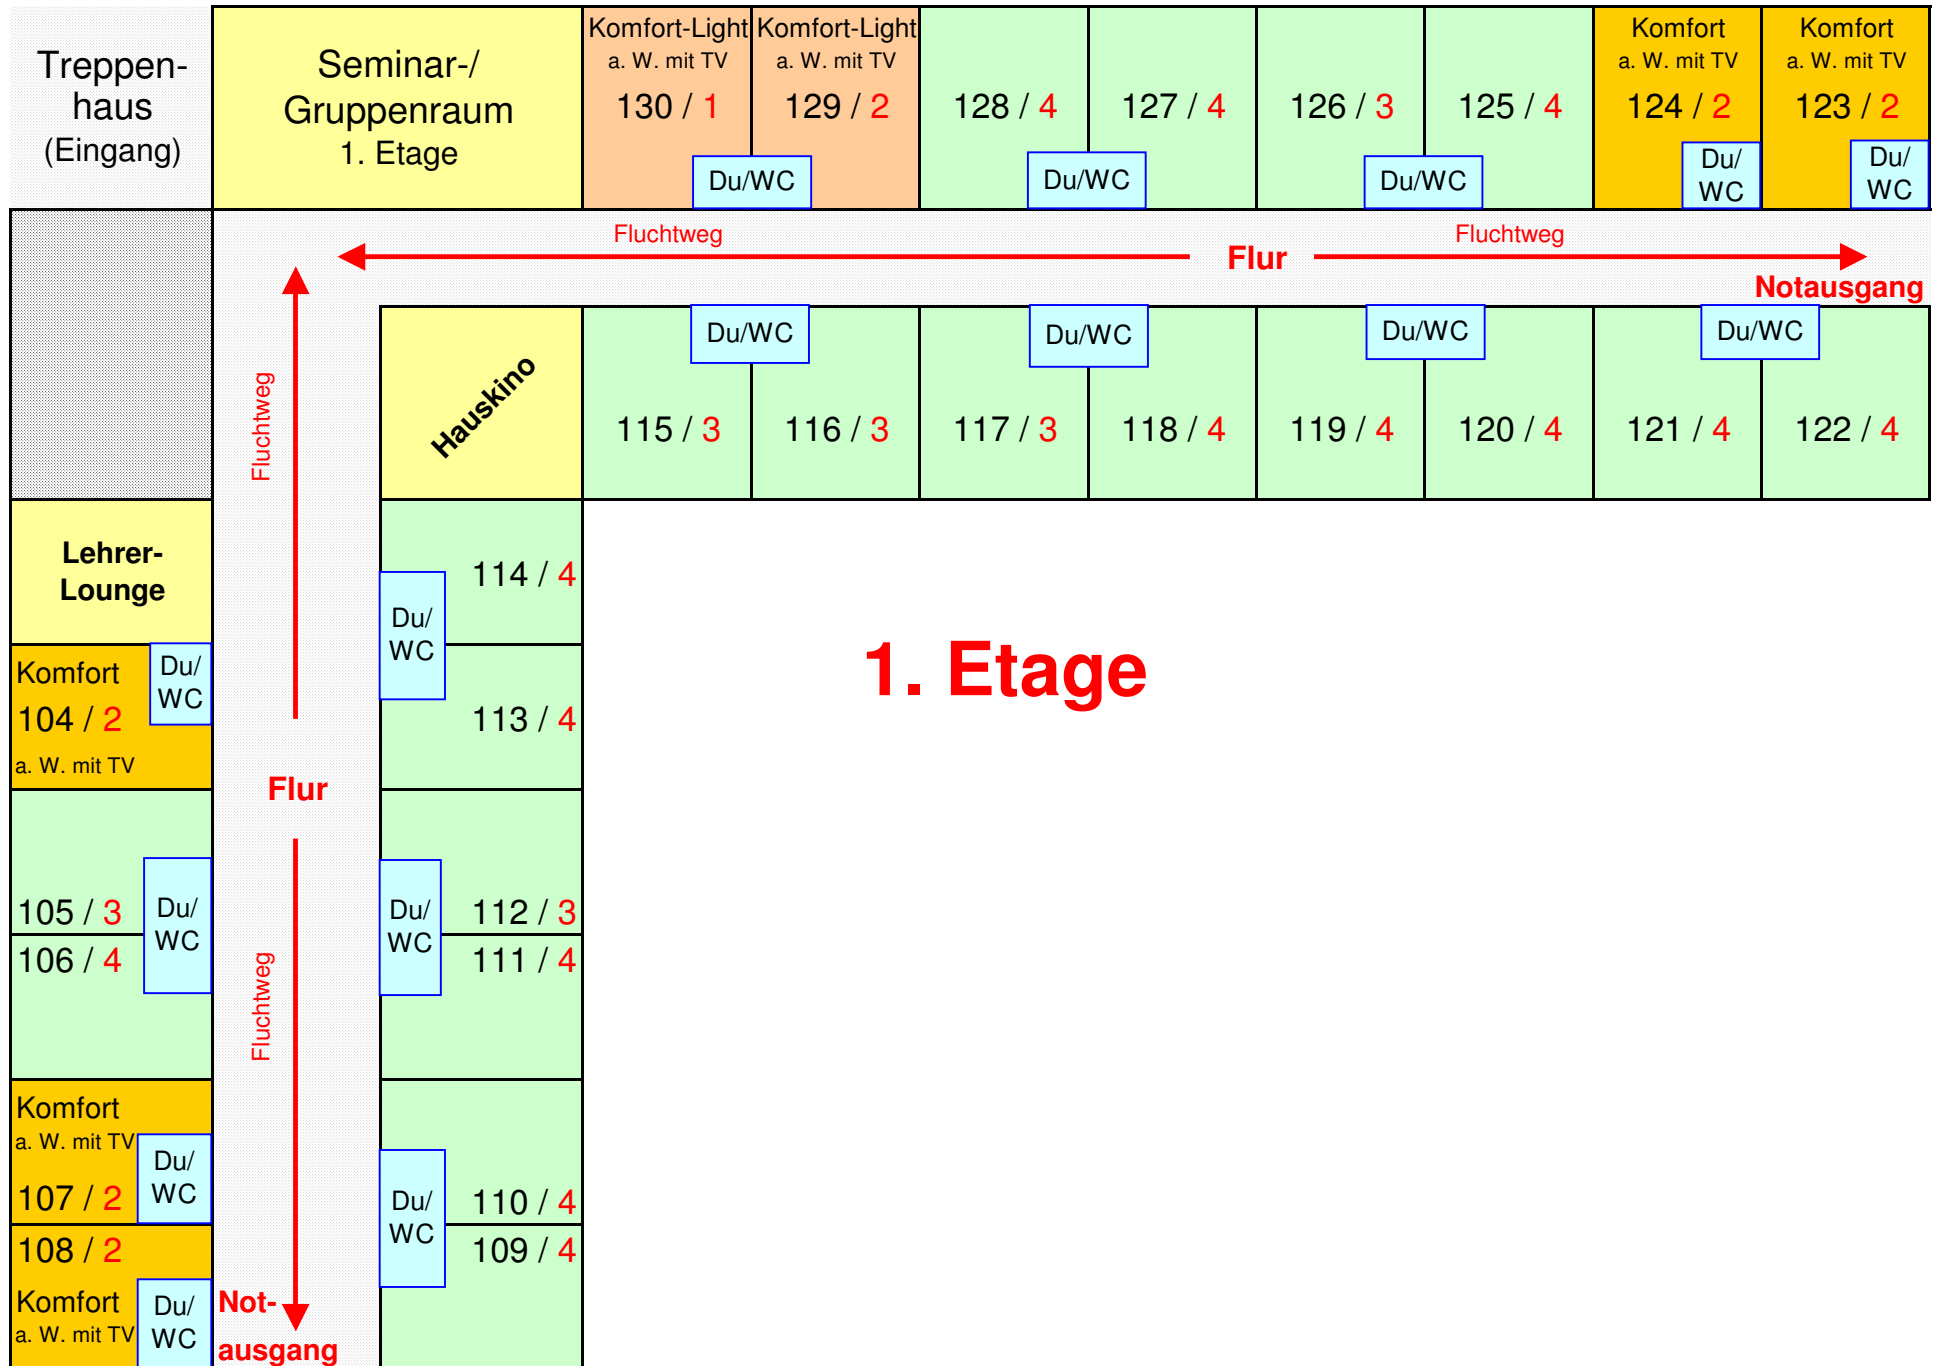 Treppen-
haus
(Eingang)
Seminar-/
Gruppenraum
1. Etage
Komfort-Light
a. W. mit TV
130 / 1
Komfort-Light
a. W. mit TV
129 / 2
Du/WC
128 / 4
127 / 4
Du/WC
126 / 3
125 / 4
Du/WC
Komfort
a. W. mit TV
124 / 2
Du/
WC
Komfort
a. W. mit TV
123 / 2
Du/
WC
Fluchtweg
Flur
Fluchtweg
Notausgang
Hauskino
Du/WC
115 / 3
116 / 3
Du/WC
117 / 3
118 / 4
Du/WC
119 / 4
120 / 4
Du/WC
121 / 4
122 / 4
Fluchtweg
Lehrer-
Lounge
114 / 4
Du/
WC
113 / 4
1. Etage
Komfort
104 / 2
a. W. mit TV
Du/
WC
Flur
105 / 3
106 / 4
Du/
WC
Fluchtweg
Du/
WC
112 / 3
111 / 4
Komfort
a. W. mit TV
107 / 2
Du/
WC
108 / 2
Komfort
a. W. mit TV
Du/
WC
Not-
ausgang
Du/
WC
110 / 4
109 / 4